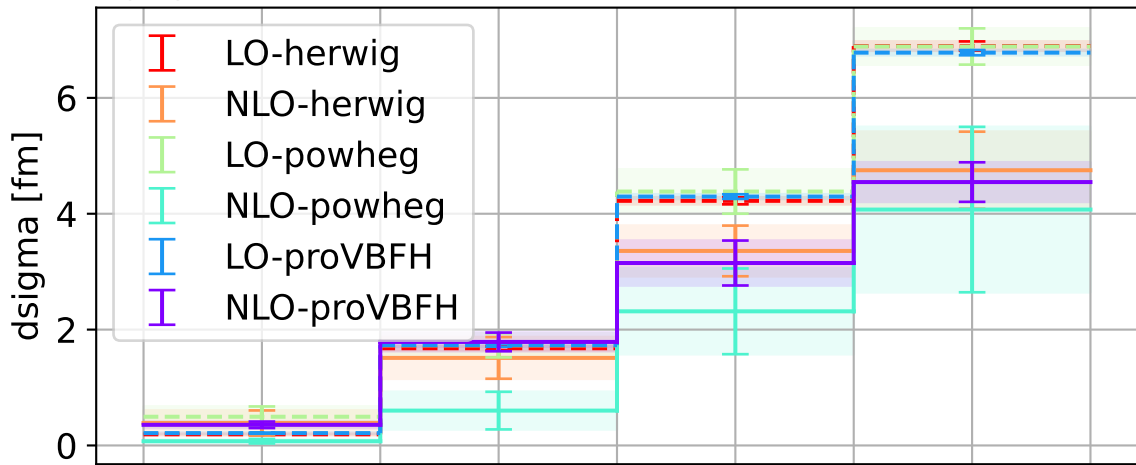 LO-herwig
NLO-herwig
LO-powheg
NLO-powheg
LO-proVBFH
NLO-proVBFH
dsigma [fm]
6
4
2
0